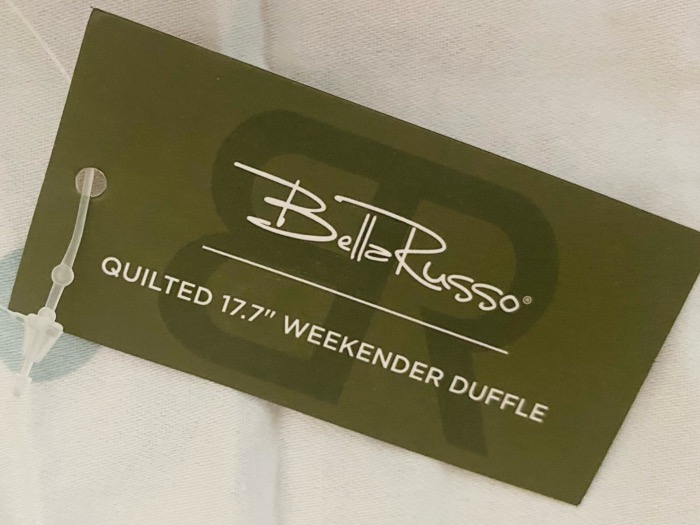 BellaRusso®
QUILTED 17.7" WEEKENDER DUFFLE